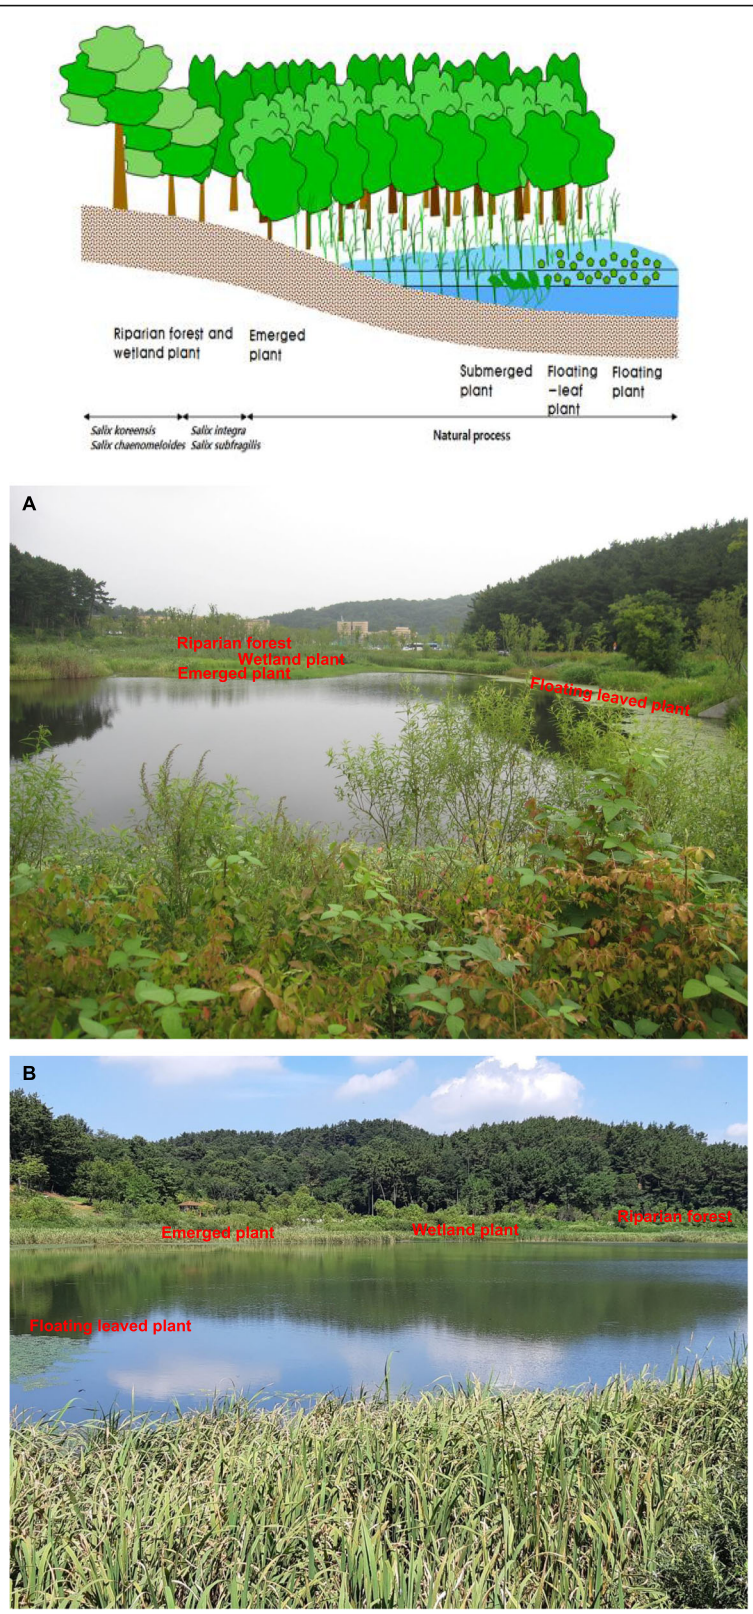 Riparian forest and
wetland plant
Emerged
plant
Submerged
plant
Floating
-leaf
plant
Floating
plant
Salix koreensis
Salix chaenomeloides
Salix integra
Salix subfragilis
Natural process
A
Riparian forest
Wetland plant
Emerged plant
Floating leaved plant
B
Riparian forest
Emerged plant
Wetland plant
Floating leaved plant